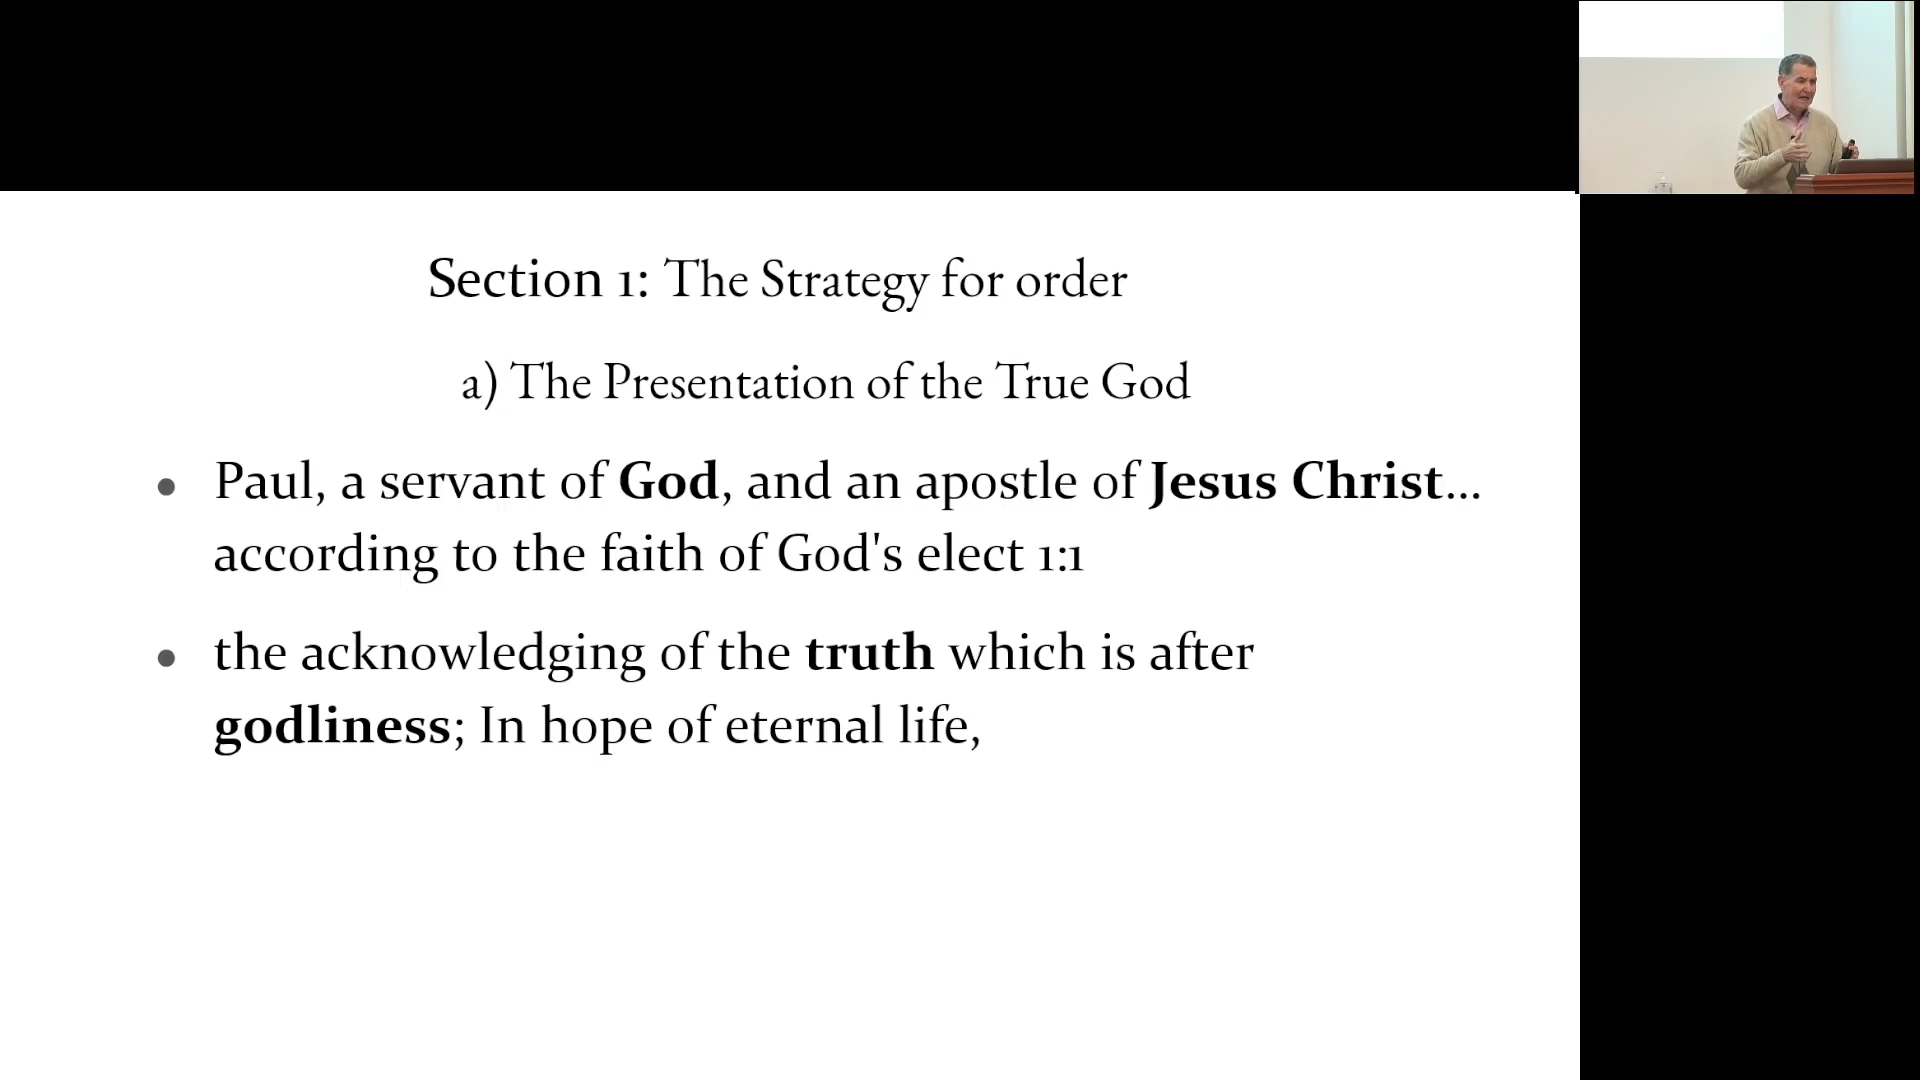 Section 1: The Strategy for order
a) The Presentation of the True God
• Paul, a servant of God, and an apostle of Jesus Christ...
according to the faith of God's elect 1:1
• the acknowledging of the truth which is after
godliness; In hope of eternal life,